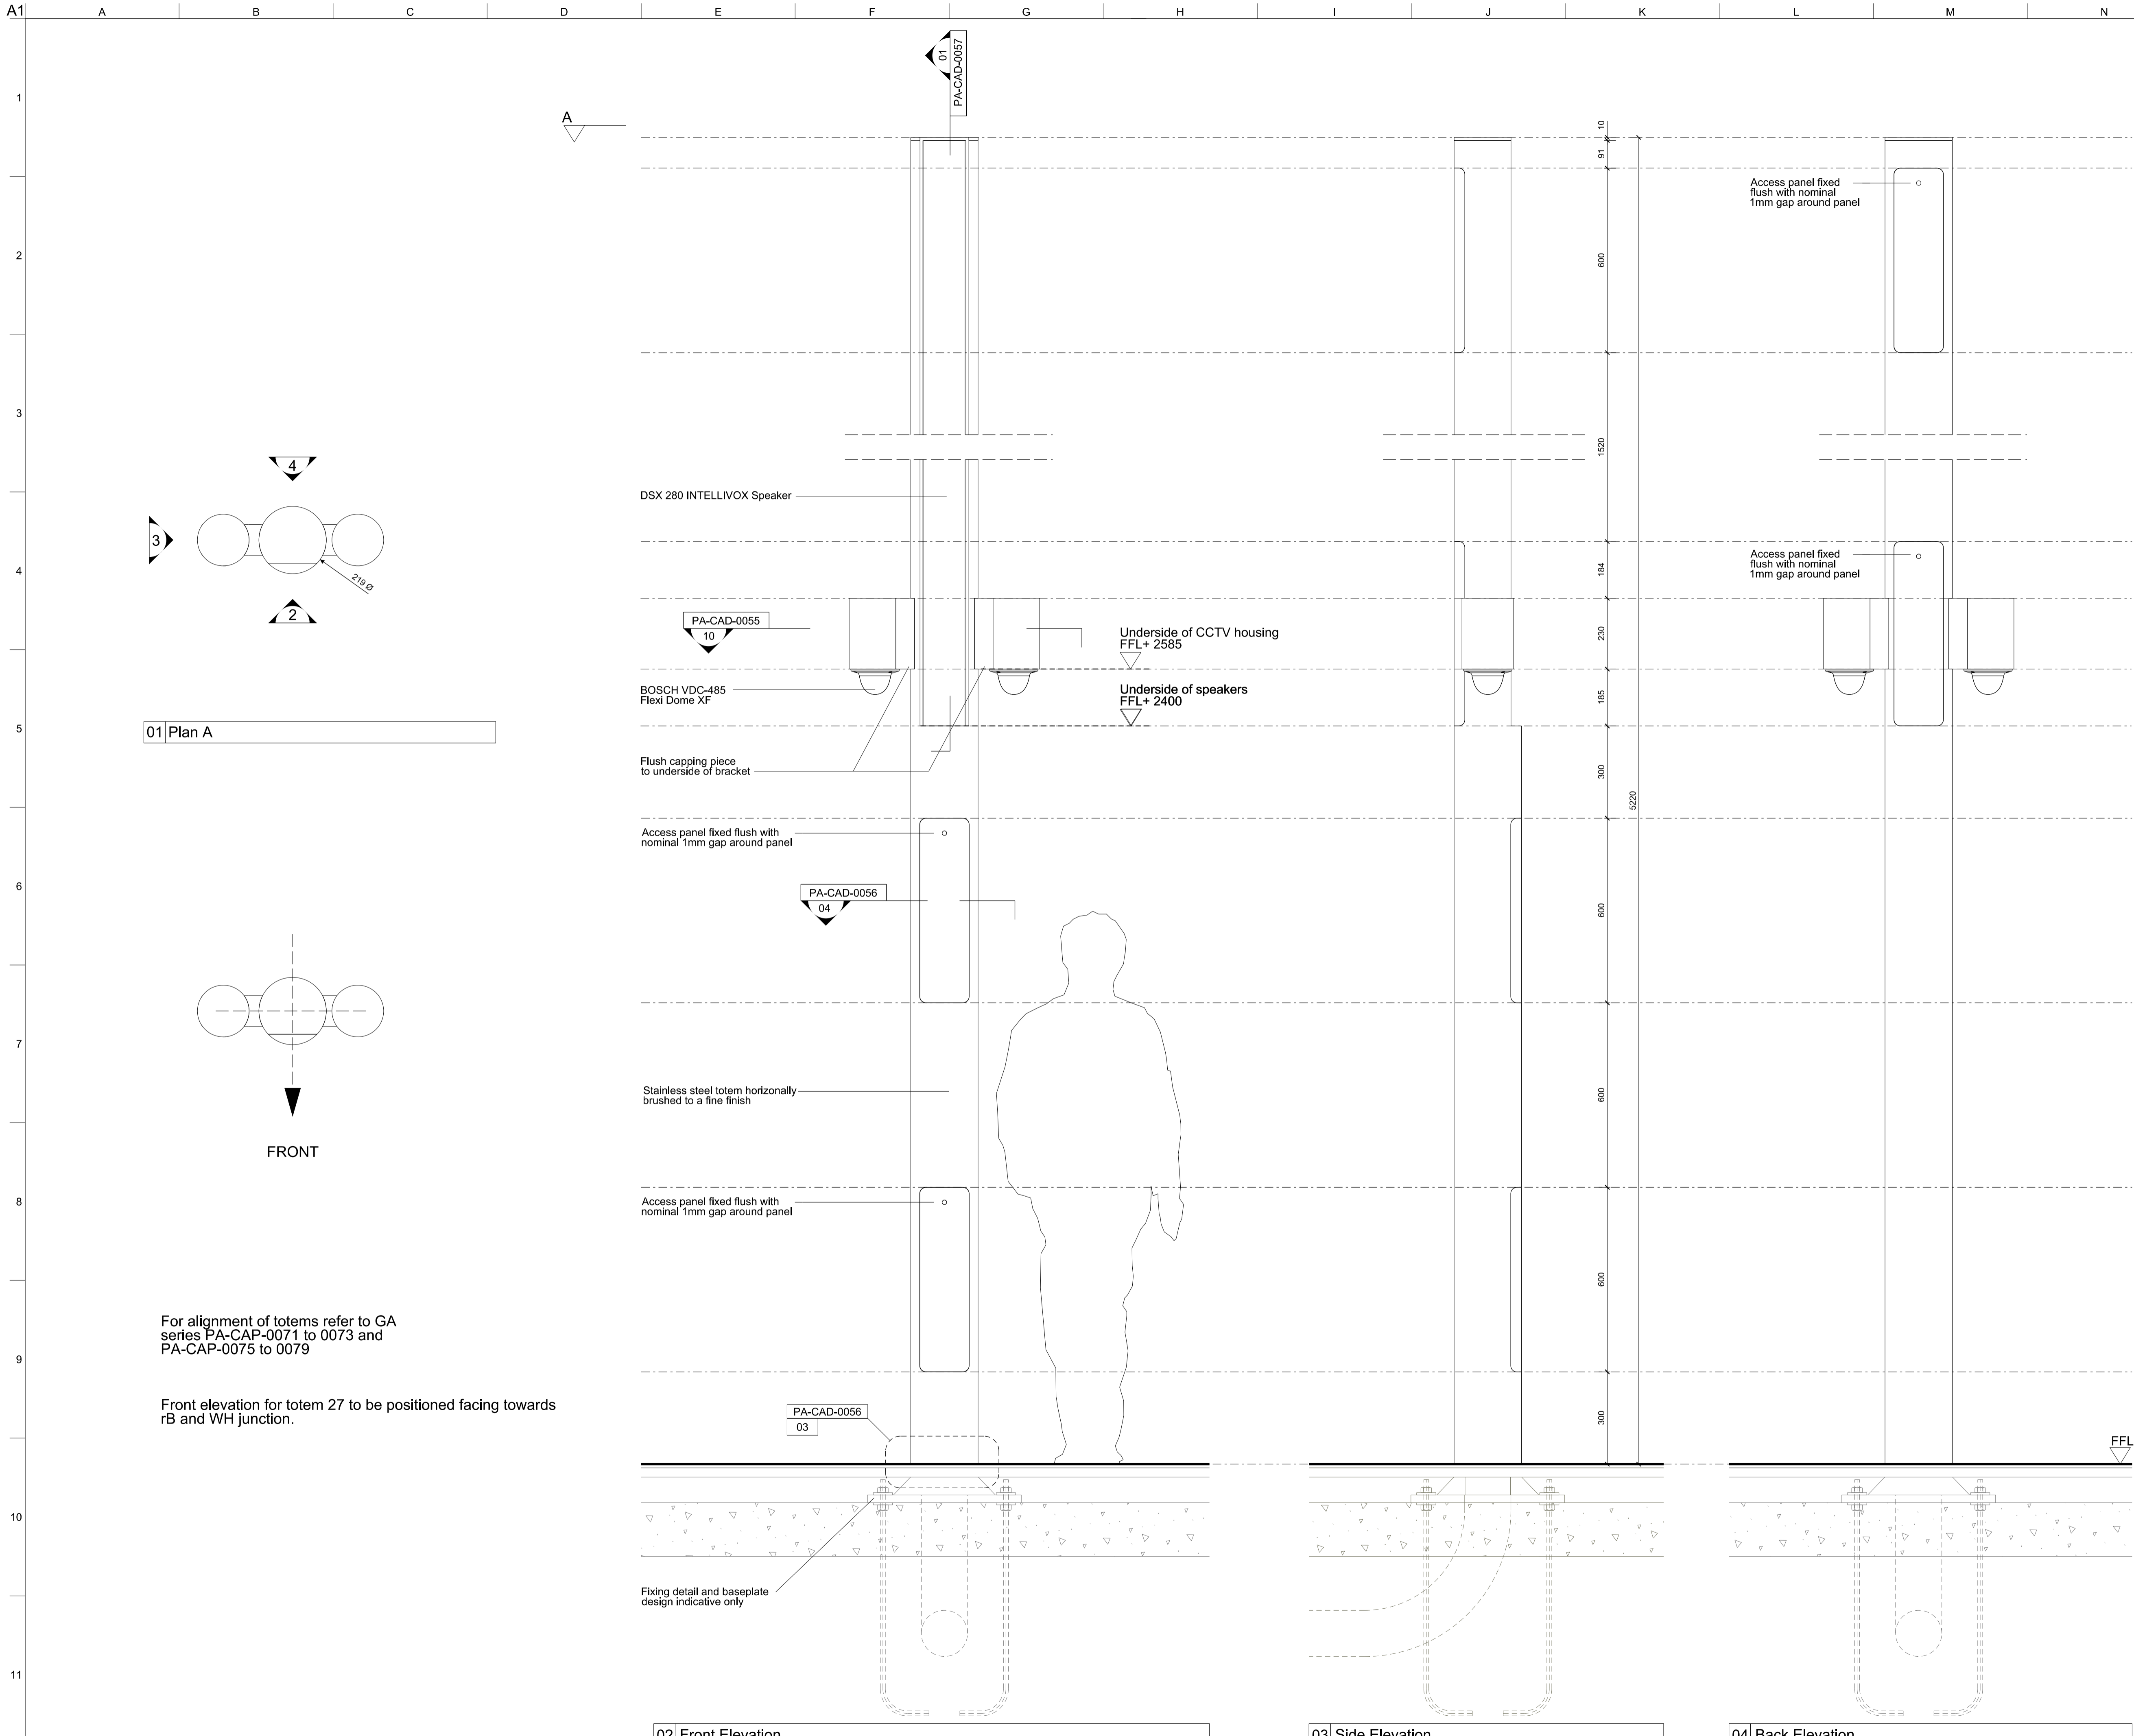 A1
A B C D E F G H I J K L M N
1
2
3
4
5
6
7
8
9
10
11
01
PA-CAD-0057
A
4
3
2
219 Ø
01 Plan A
FRONT
For alignment of totems refer to GA
series PA-CAP-0071 to 0073 and
PA-CAP-0075 to 0079
Front elevation for totem 27 to be positioned facing towards
rB and WH junction.
DSX 280 INTELLIVOX Speaker
PA-CAD-0055
10
BOSCH VDC-485
Flexi Dome XF
Underside of CCTV housing
FFL+ 2585
Underside of speakers
FFL+ 2400
Flush capping piece
to underside of bracket
Access panel fixed flush with
nominal 1mm gap around panel
PA-CAD-0056
04
Stainless steel totem horizonally
brushed to a fine finish
Access panel fixed flush with
nominal 1mm gap around panel
PA-CAD-0056
03
Fixing detail and baseplate
design indicative only
02 Front Elevation
10
91
600
1520
184
230
185
300
5220
600
600
600
300
03 Side Elevation
Access panel fixed
flush with nominal
1mm gap around panel
Access panel fixed
flush with nominal
1mm gap around panel
FFL
04 Back Elevation